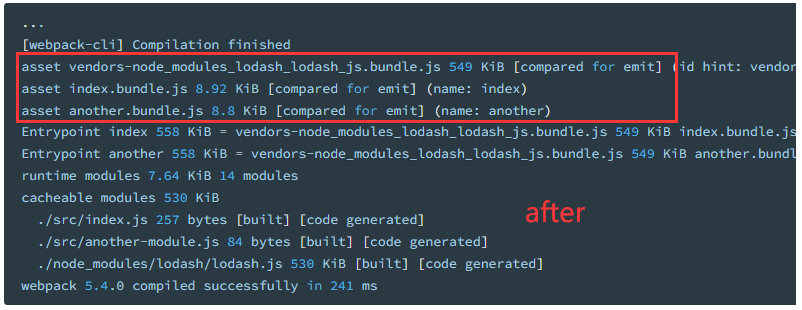 ...
[webpack-cli] Compilation finished
asset vendors-node_modules_lodash_lodash_js.bundle.js 549 KiB [compared for emit] (id hint: vendor
asset index.bundle.js 8.92 KiB [compared for emit] (name: index)
asset another.bundle.js 8.8 KiB [compared for emit] (name: another)
Entrypoint index 558 KiB = vendors-node_modules_lodash_lodash_js.bundle.js 549 KiB index.bundle.js
Entrypoint another 558 KiB = vendors-node_modules_lodash_lodash_js.bundle.js 549 KiB another.bundl
runtime modules 7.64 KiB 14 modules
cacheable modules 530 KiB
./src/index.js 257 bytes [built] [code generated]
after
./src/another-module.js 84 bytes [built] [code generated]
./node_modules/lodash/lodash.js 530 KiB [built] [code generated]
webpack 5.4.0 compiled successfully in 241 ms